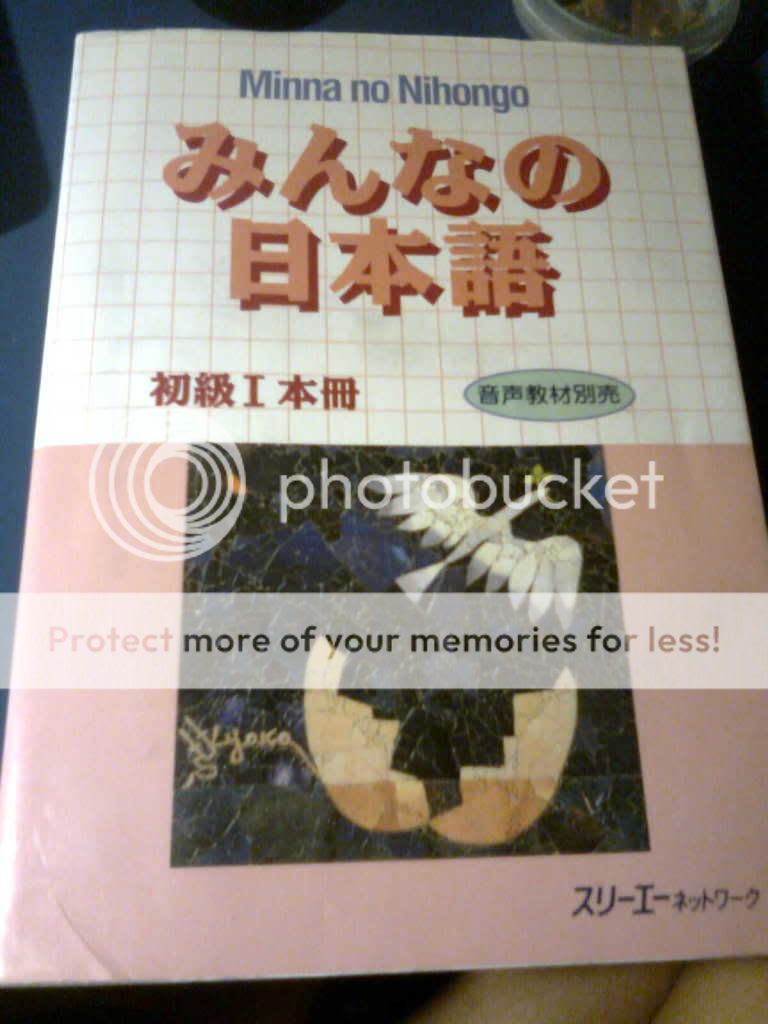 Minna no Nihongo
みんなの
日本語
初級 I 本冊
音声教材別売
photobucket
Protect more of your memories for less!
Kyoko
スリーエーネットワーク